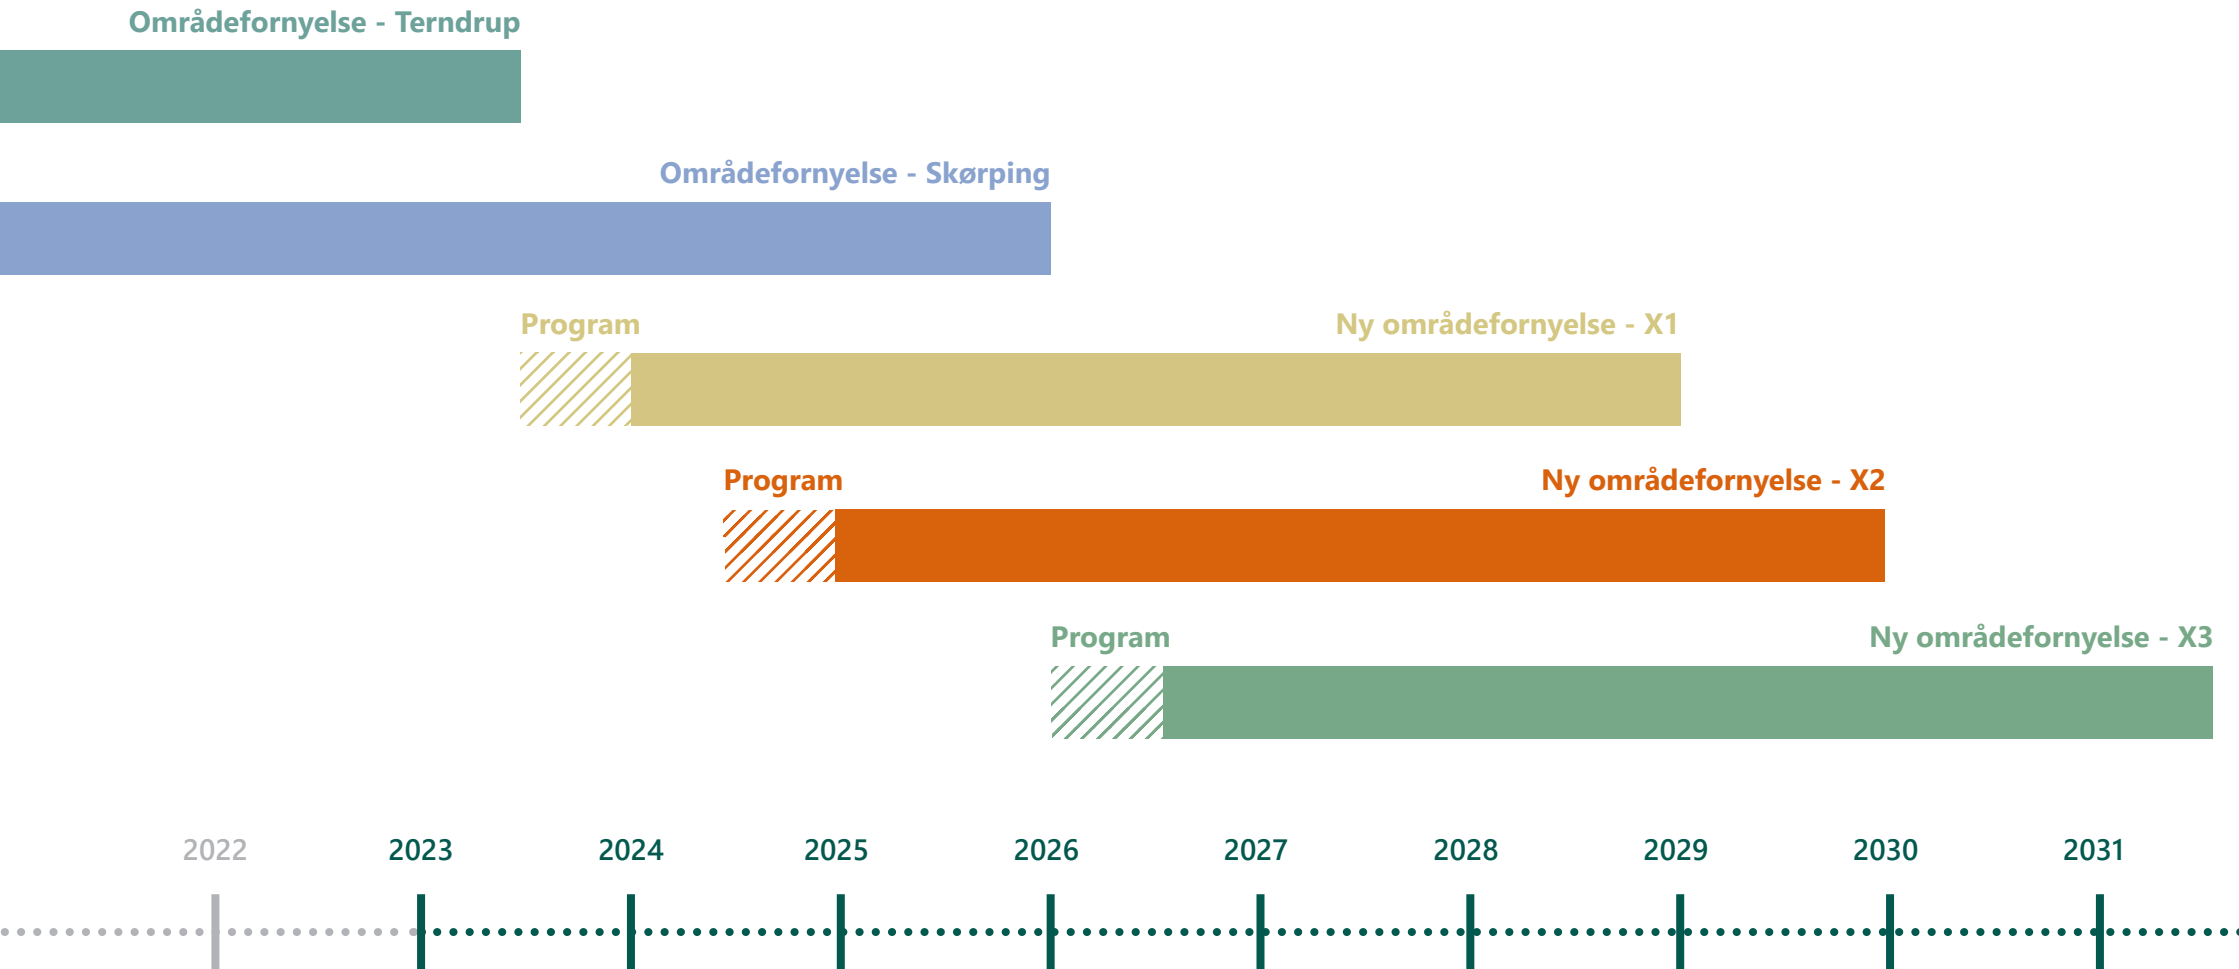 Områdefornyelse - Terndrup
Områdefornyelse - Skørping
Program
Ny områdefornyelse - X1
Program
Ny områdefornyelse - X2
Program
Ny områdefornyelse - X3
2022
2023
2024
2025
2026
2027
2028
2029
2030
2031